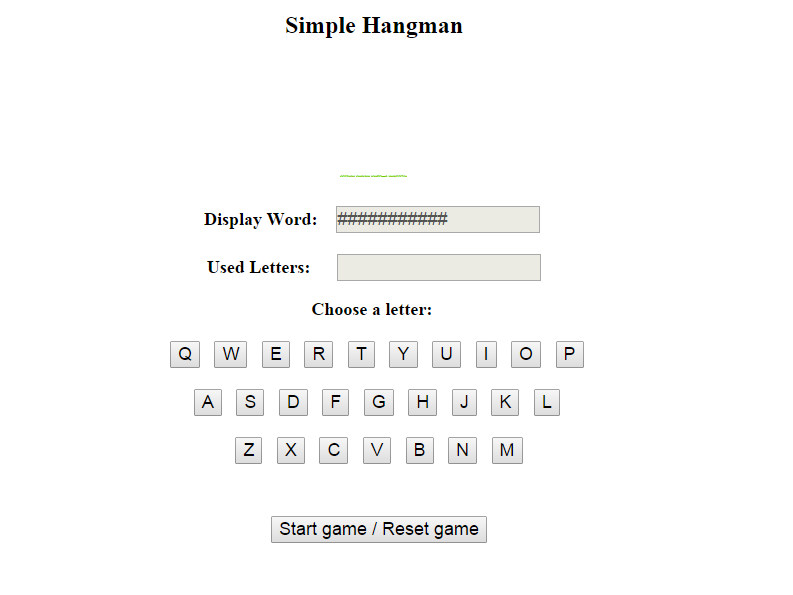 Simple Hangman
Display Word: ###########
Used Letters:
Choose a letter:
Q W E R T Y U I O P
A S D F G H J K L
Z X C V B N M
Start game / Reset game